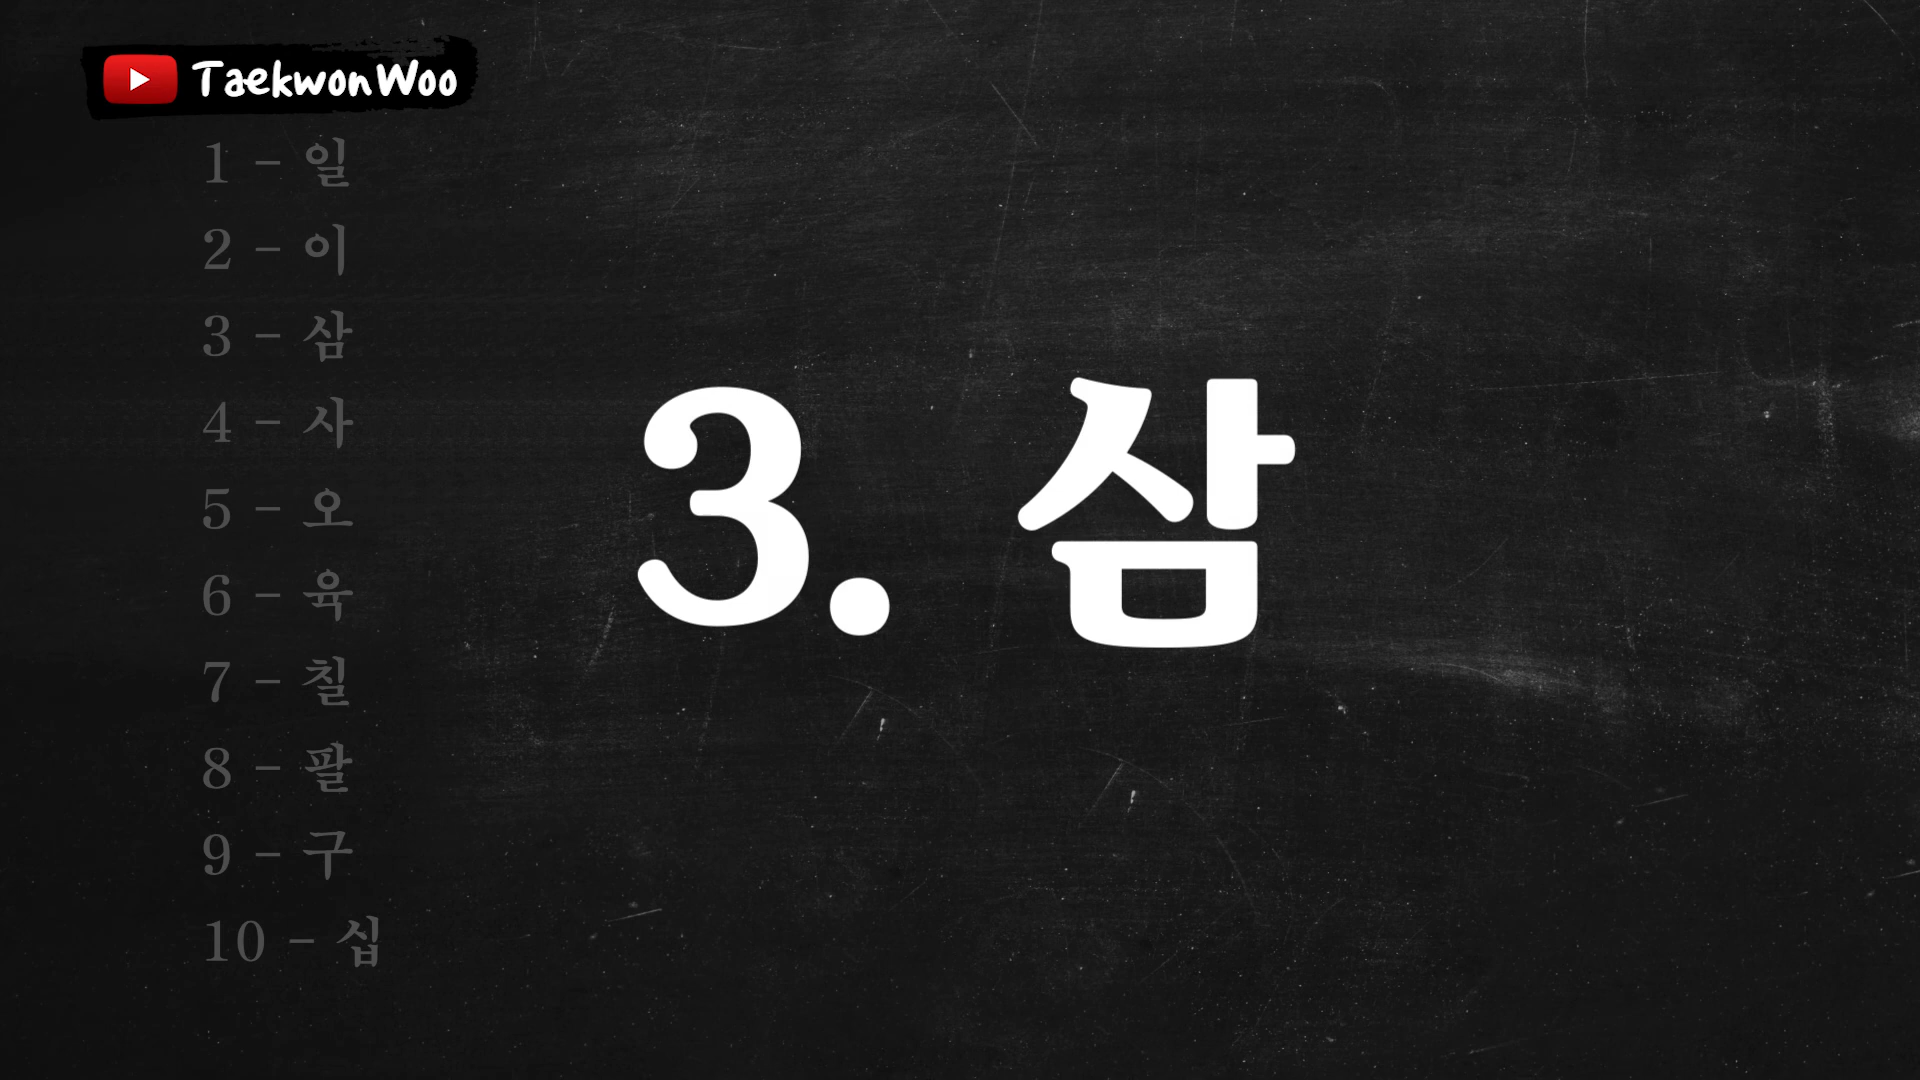 TaekwonWoo
1 - 일
2 - 이
3 - 삼
4 - 사
5 - 오
6 - 육
7 - 칠
8 - 팔
9 - 구
10 - 십
3. 삼